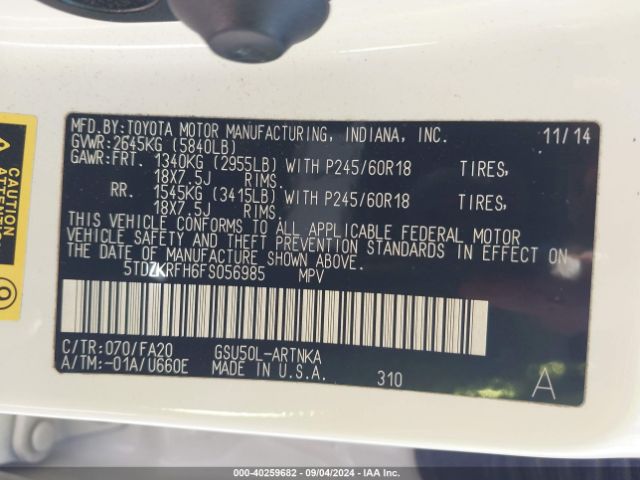 MFD.BY:TOYOTA MOTOR MANUFACTURING, INDIANA, INC. 11/14
GVWR:2645KG (5840LB)
GAWR:FRT. 1340KG (2955LB) WITH P245/60R18 TIRES,
18X7.5J RIMS.
RR. 1545KG (3415LB) WITH P245/60R18 TIRES,
18X7.5J RIMS.
THIS VEHICLE CONFORMS TO ALL APPLICABLE FEDERAL MOTOR
VEHICLE SAFETY AND THEFT PREVENTION STANDARDS IN EFFECT ON
THE DATE OF MANUFACTURE SHOWN ABOVE.
5TDZKRFH6FS056985 MPV
C/TR:070/FA20 GSU50L-ARTNKA
A/TM:-01A/U660E MADE IN U.S.A. 310 A
000-40259682 - 09/04/2024 - IAA Inc.